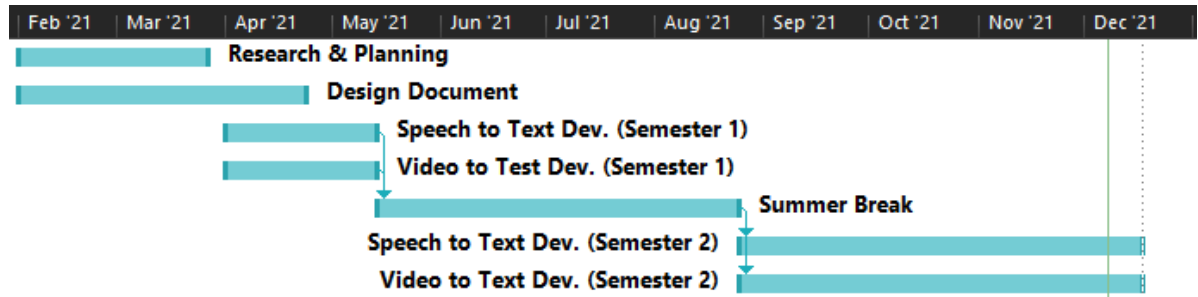 Feb '21 Mar '21 Apr '21 May '21 Jun '21 Jul '21 Aug '21 Sep '21 Oct '21 Nov '21 Dec '21
Research & Planning
Design Document
Speech to Text Dev. (Semester 1)
Video to Test Dev. (Semester 1)
Summer Break
Speech to Text Dev. (Semester 2)
Video to Text Dev. (Semester 2)